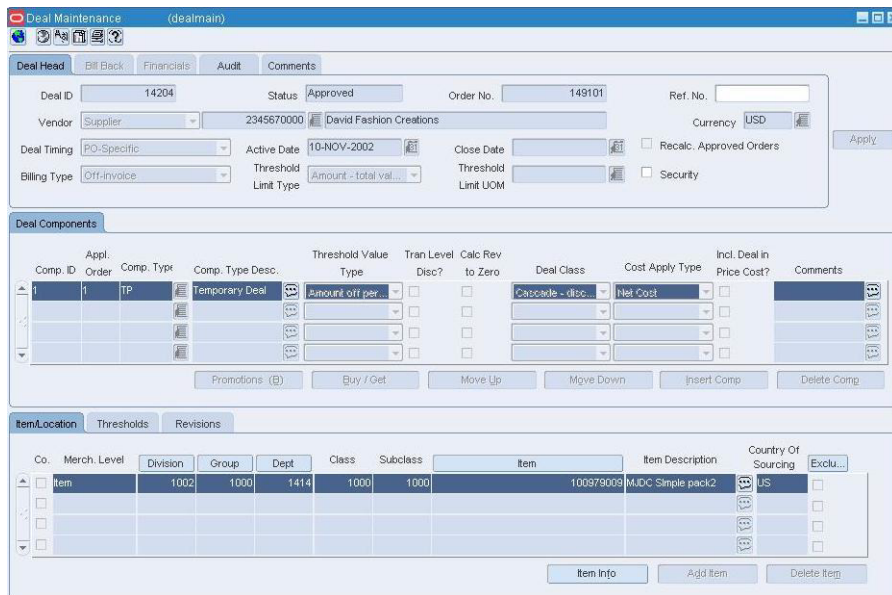 Deal Maintenance (dealmain)
Deal Head Bill Back Financials Audit Comments
Deal ID 14204 Status Approved Order No. 149101 Ref. No.
Vendor Supplier 2345670000 David Fashion Creations Currency USD
Deal Timing PO-Specific Active Date 10-NOV-2002 Close Date Recalc. Approved Orders Apply
Billing Type Off-invoice Threshold Limit Type Amount - total val... Threshold Limit UOM Security
Deal Components
Comp. ID Appl. Order Comp. Type Comp. Type Desc. Threshold Value Type Tran Level Disc? Calc Rev to Zero Deal Class Cost Apply Type Incl. Deal in Price Cost? Comments
1 1 TP Temporary Deal Amount off per... Cascade - disc... Net Cost
Promotions (B) Buy / Get Move Up Move Down Insert Comp Delete Comp
Item/Location Thresholds Revisions
Co. Merch. Level Division Group Dept Class Subclass Item Item Description Country Of Sourcing Exclu...
Item 1002 1000 1414 1000 1000 100979009 MJDC Simple pack2 US
Item Info Add Item Delete Item